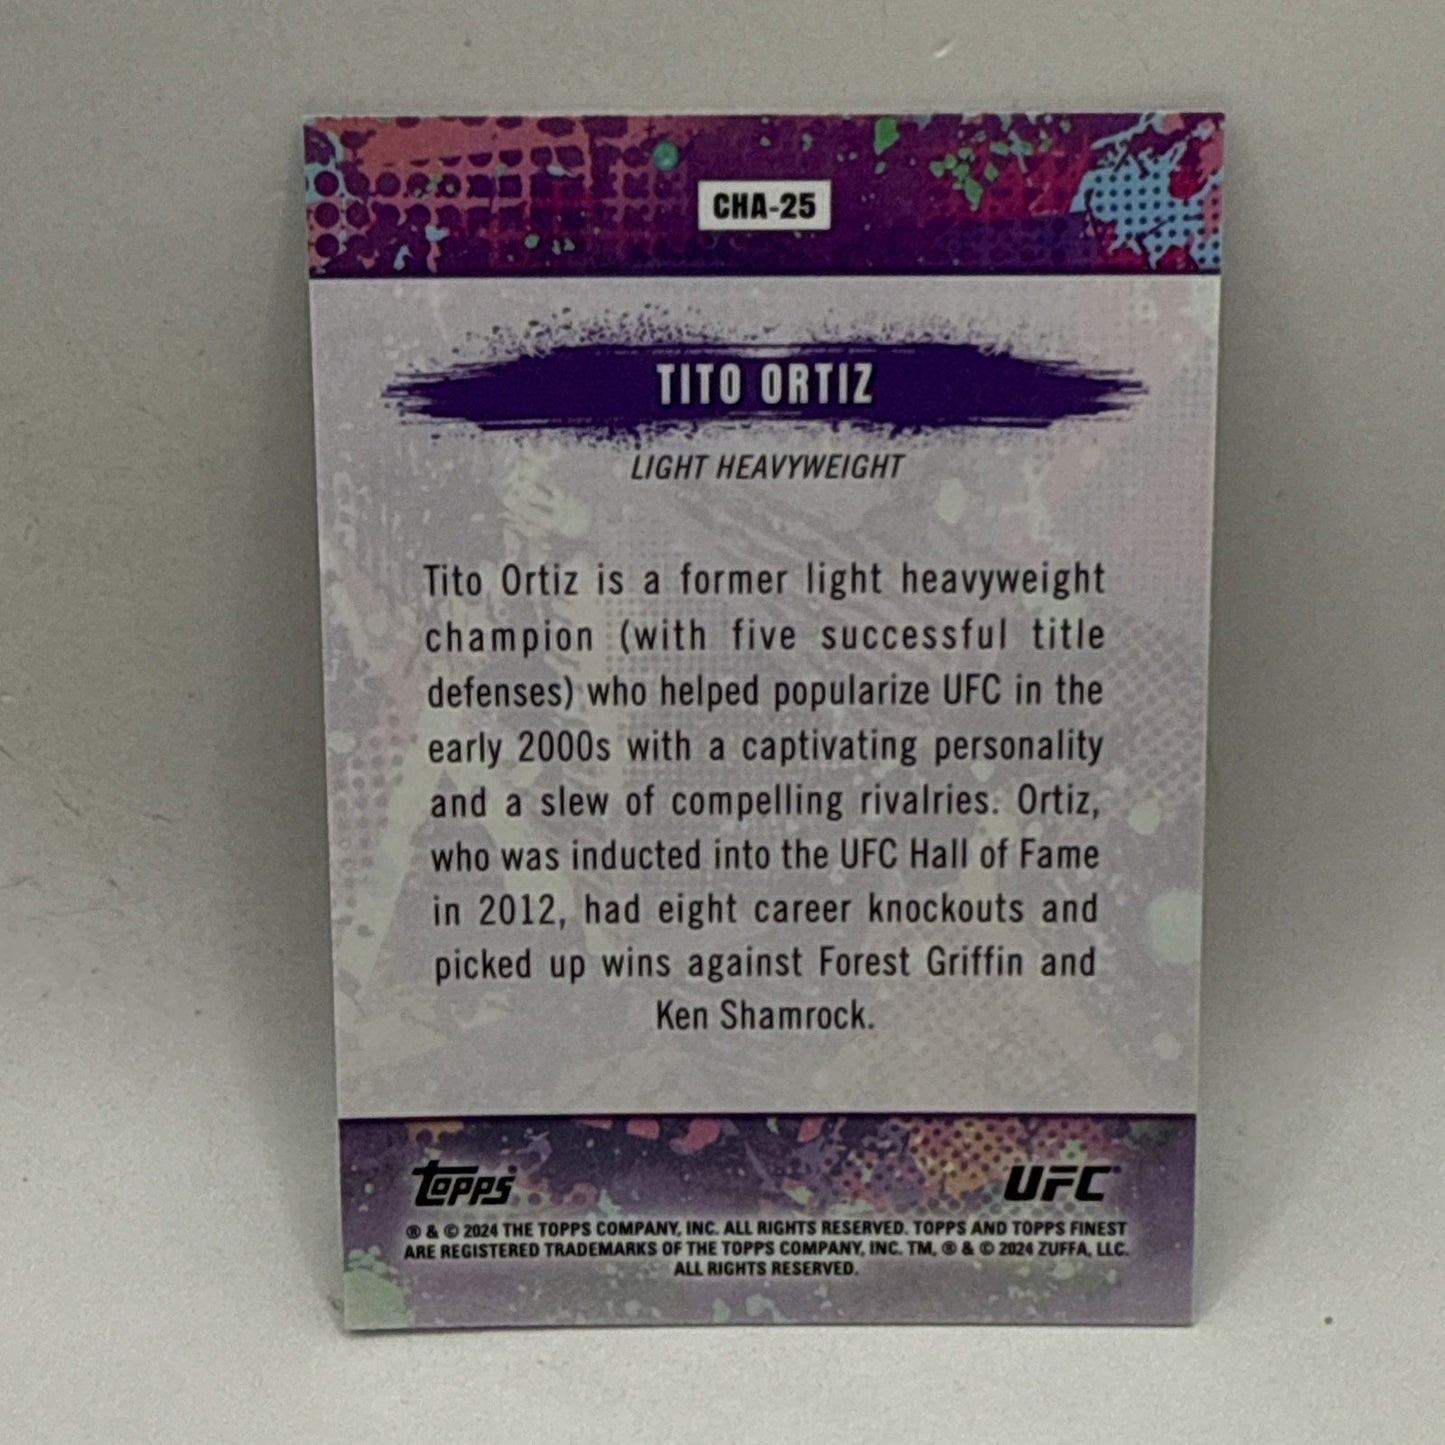 CHA-25
TITO ORTIZ
LIGHT HEAVYWEIGHT
Tito Ortiz is a former light heavyweight
champion (with five successful title
defenses) who helped popularize UFC in the
early 2000s with a captivating personality
and a slew of compelling rivalries. Ortiz,
who was inducted into the UFC Hall of Fame
in 2012, had eight career knockouts and
picked up wins against Forest Griffin and
Ken Shamrock.
Topps® UFC®
® & © 2024 THE TOPPS COMPANY, INC. ALL RIGHTS RESERVED. TOPPS AND TOPPS FINEST
ARE REGISTERED TRADEMARKS OF THE TOPPS COMPANY, INC. TM, ® & © 2024 ZUFFA, LLC.
ALL RIGHTS RESERVED.